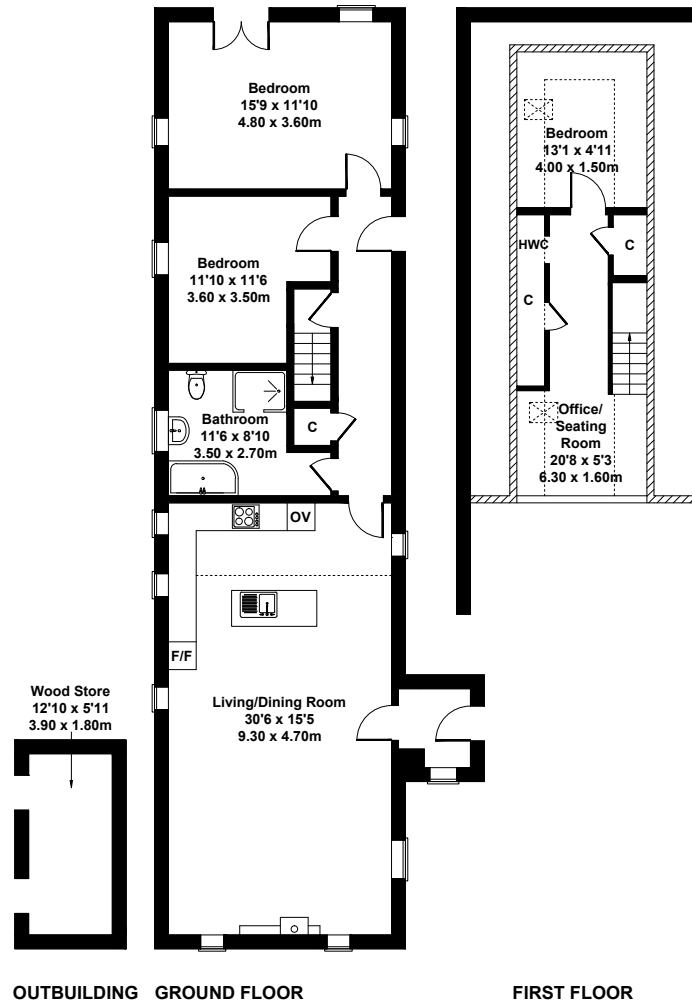 Bedroom
15'9 x 11'10
4.80 x 3.60m
Bedroom
13'1 x 4'11
4.00 x 1.50m
HWC
C
C
Bedroom
11'10 x 11'6
3.60 x 3.50m
Bathroom
11'6 x 8'10
3.50 x 2.70m
C
Office/
Seating
Room
20'8 x 5'3
6.30 x 1.60m
OV
F/F
Living/Dining Room
30'6 x 15'5
9.30 x 4.70m
Wood Store
12'10 x 5'11
3.90 x 1.80m
OUTBUILDING
GROUND FLOOR
FIRST FLOOR